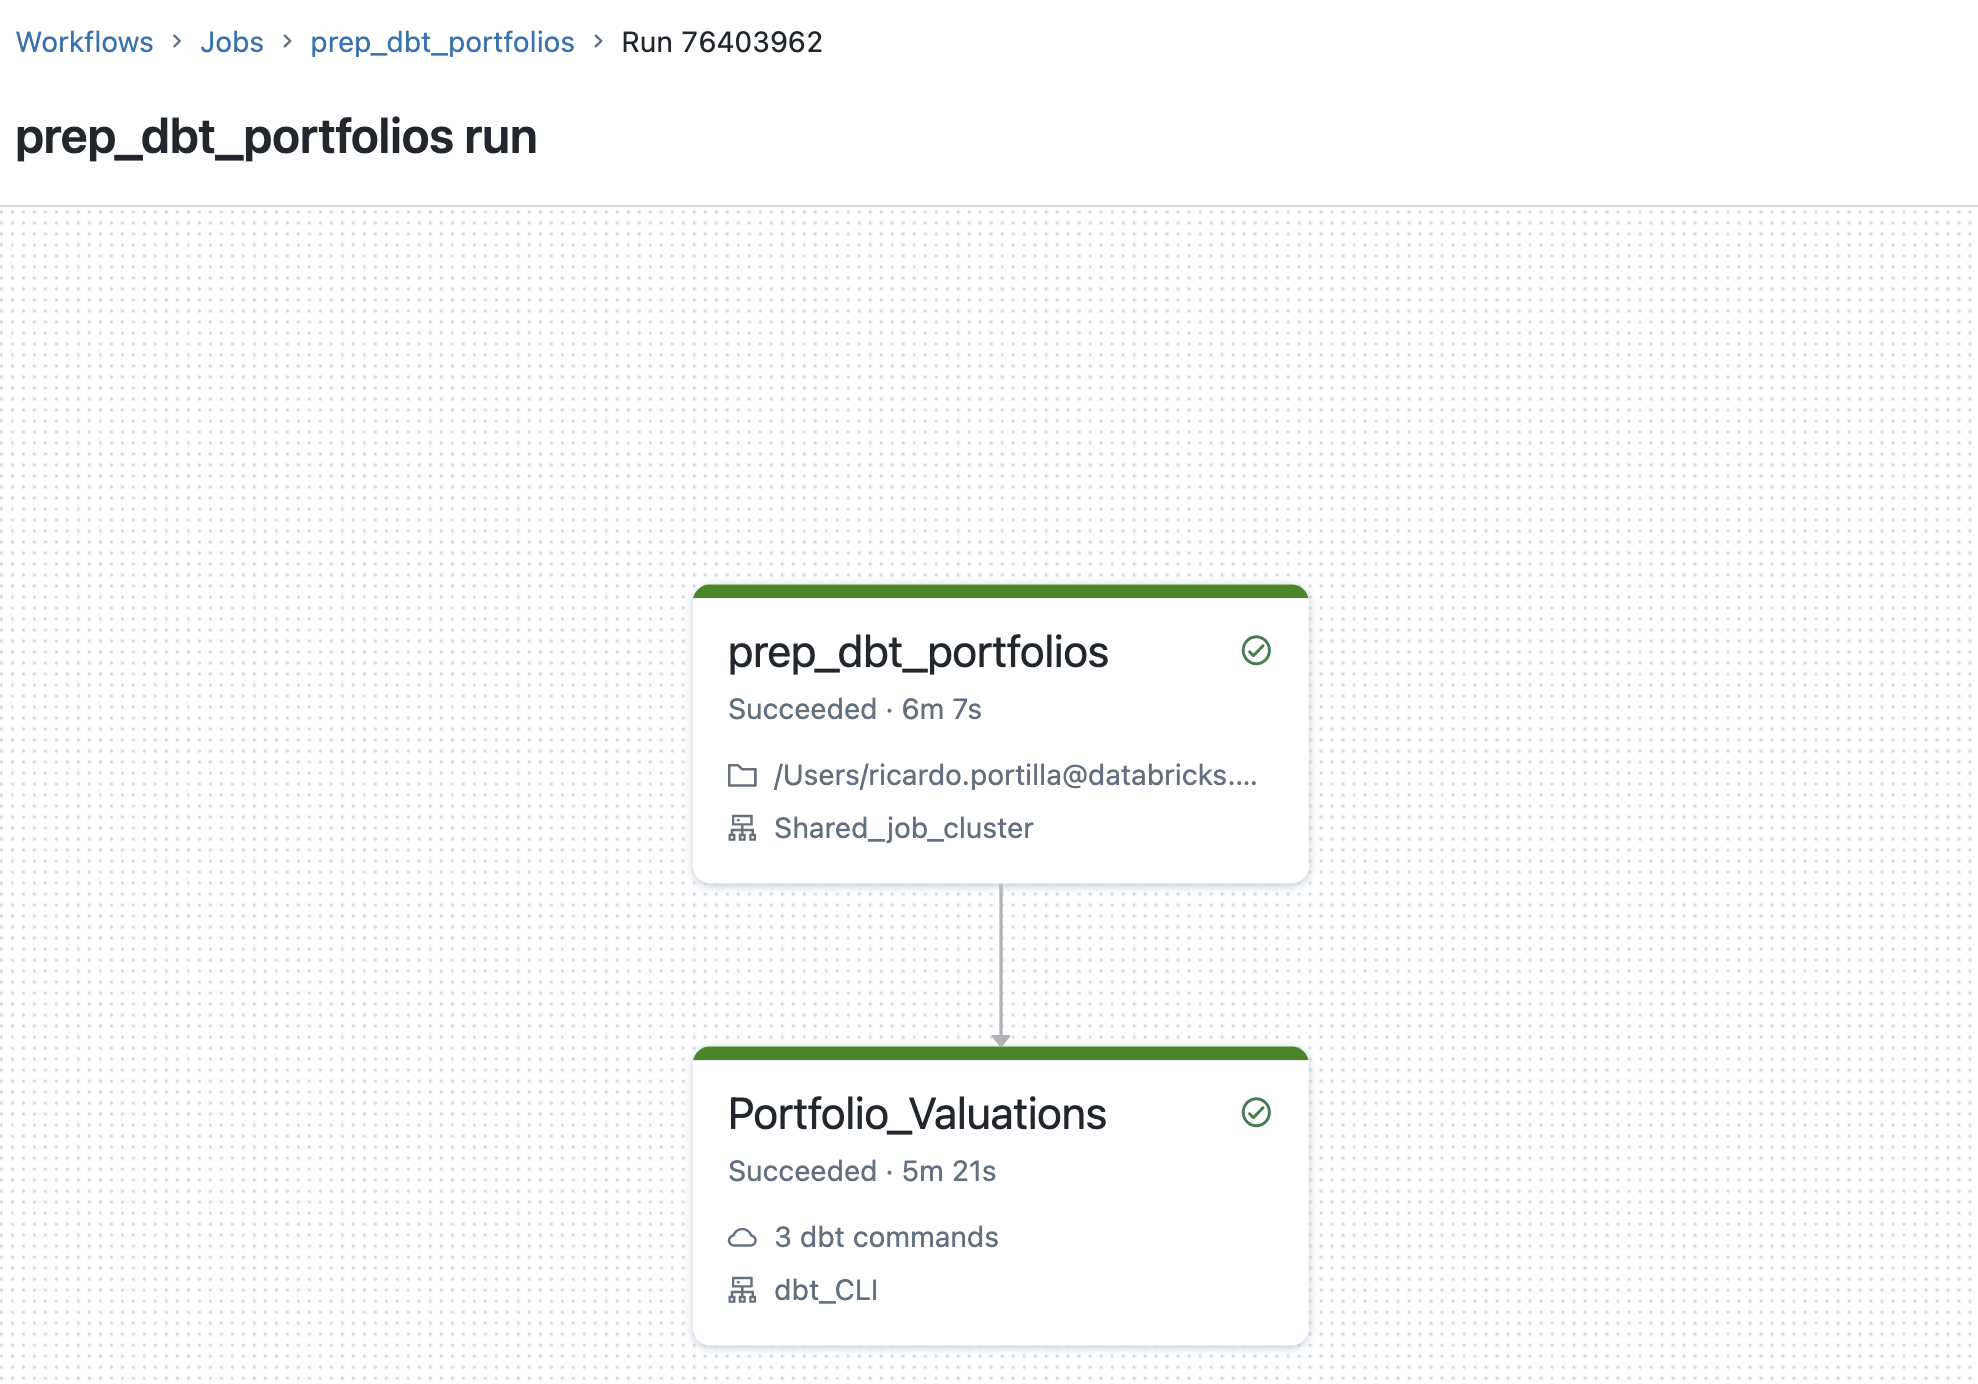 Workflows > Jobs > prep_dbt_portfolios > Run 76403962
prep_dbt_portfolios run
prep_dbt_portfolios
Succeeded · 6m 7s
/Users/ricardo.portilla@databricks....
Shared_job_cluster
Portfolio_Valuations
Succeeded · 5m 21s
3 dbt commands
dbt_CLI